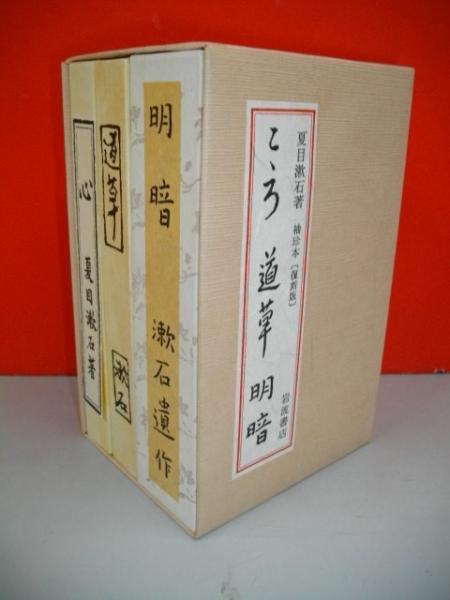 夏目漱石著
袖珍本〔復刻版〕
こゝろ
道草
明暗
岩波書店
明暗
漱石遺作
道草
漱石
心
夏目漱石著